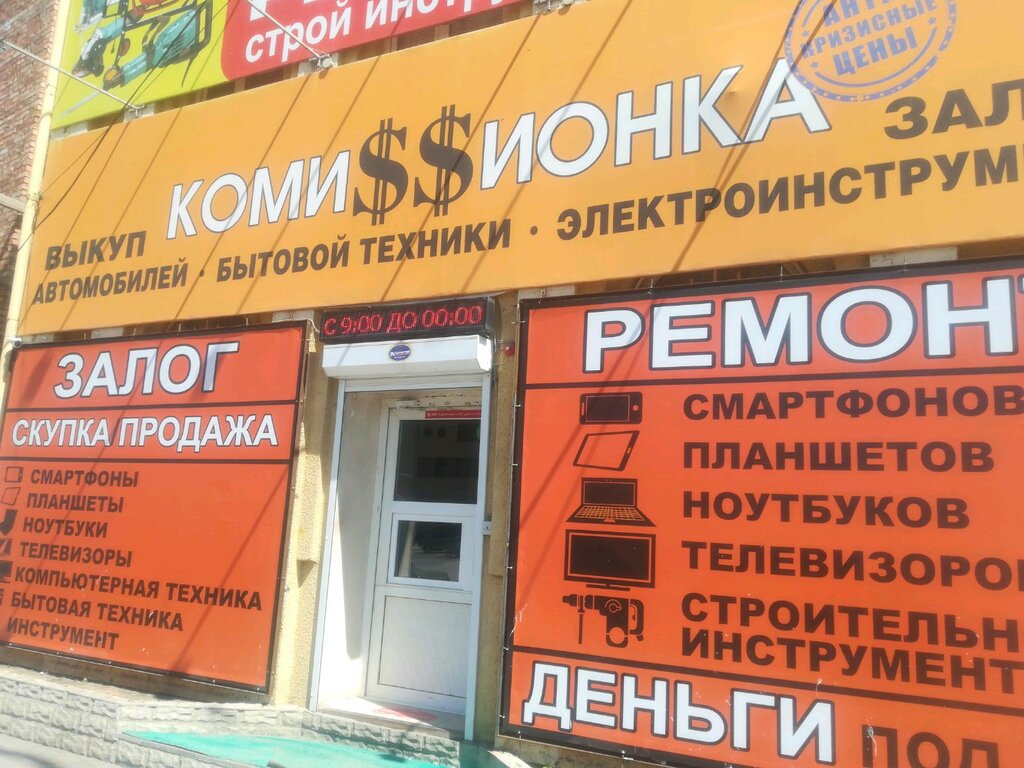 строй инстру
АНТИ
КРИЗИСНЫЕ
ЦЕНЫ
КОМИ$$ИОНКА
ЗАЛ
ВЫКУП
АВТОМОБИЛЕЙ · БЫТОВОЙ ТЕХНИКИ · ЭЛЕКТРОИНСТРУМ
С 9:00 ДО 00:00
ЗАЛОГ
СКУПКА ПРОДАЖА
СМАРТФОНЫ
ПЛАНШЕТЫ
НОУТБУКИ
ТЕЛЕВИЗОРЫ
КОМПЬЮТЕРНАЯ ТЕХНИКА
БЫТОВАЯ ТЕХНИКА
ИНСТРУМЕНТ
РЕМОНТ
СМАРТФОНОВ
ПЛАНШЕТОВ
НОУТБУКОВ
ТЕЛЕВИЗОРО
СТРОИТЕЛЬН
ИНСТРУМЕНТ
ДЕНЬГИ ПОД